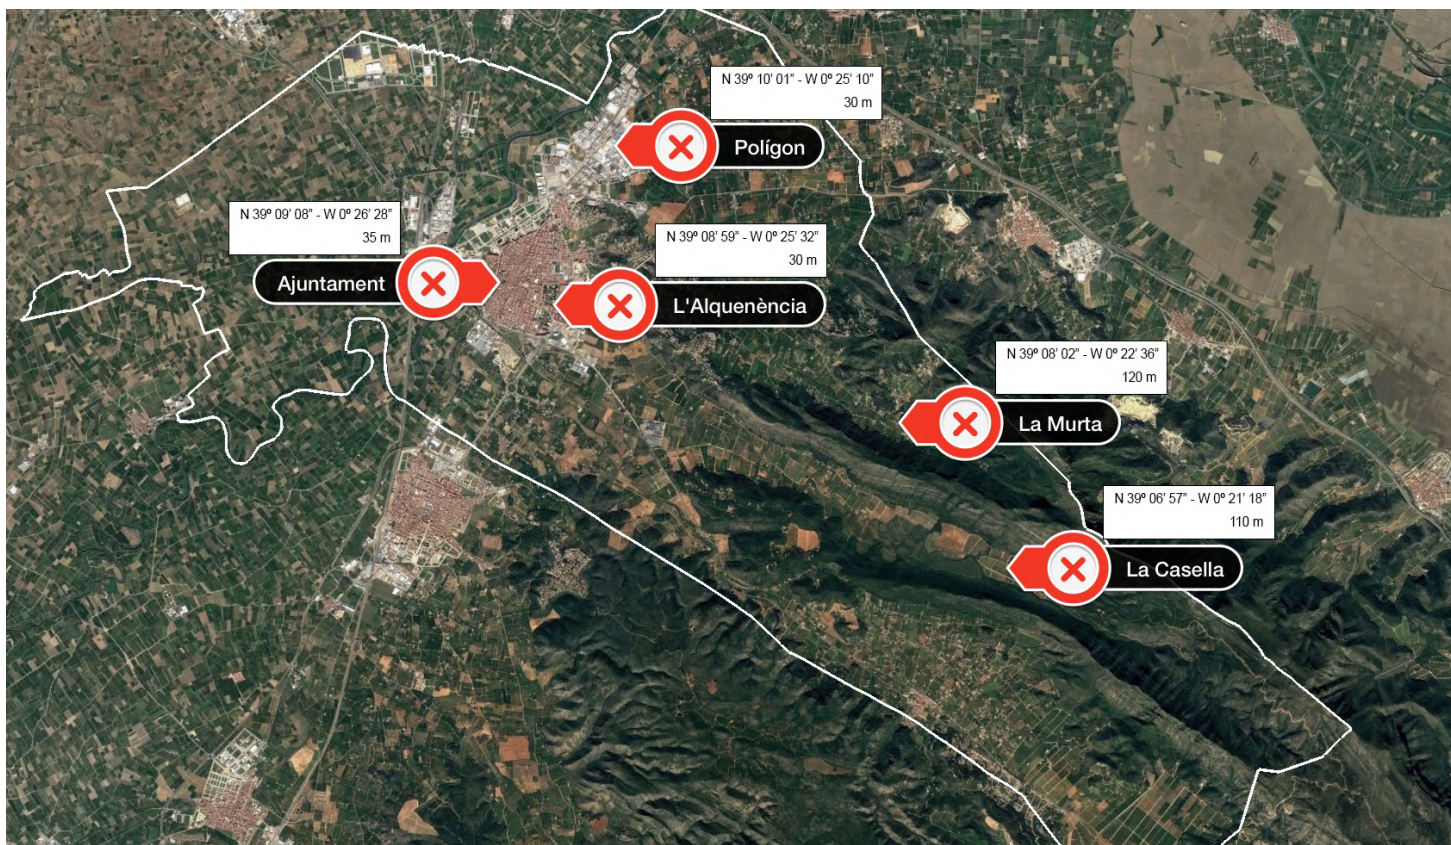 N 39º 10' 01" - W 0º 25' 10"
30 m
Polígon
N 39º 09' 08" - W 0º 26' 28"
35 m
Ajuntament
N 39º 08' 59" - W 0º 25' 32"
30 m
L'Alquenència
N 39º 08' 02" - W 0º 22' 36"
120 m
La Murta
N 39º 06' 57" - W 0º 21' 18"
110 m
La Casella